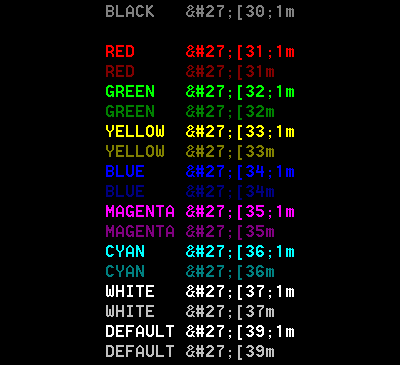 BLACK &#27;[30;1m
RED &#27;[31;1m
RED &#27;[31m
GREEN &#27;[32;1m
GREEN &#27;[32m
YELLOW &#27;[33;1m
YELLOW &#27;[33m
BLUE &#27;[34;1m
BLUE &#27;[34m
MAGENTA &#27;[35;1m
MAGENTA &#27;[35m
CYAN &#27;[36;1m
CYAN &#27;[36m
WHITE &#27;[37;1m
WHITE &#27;[37m
DEFAULT &#27;[39;1m
DEFAULT &#27;[39m